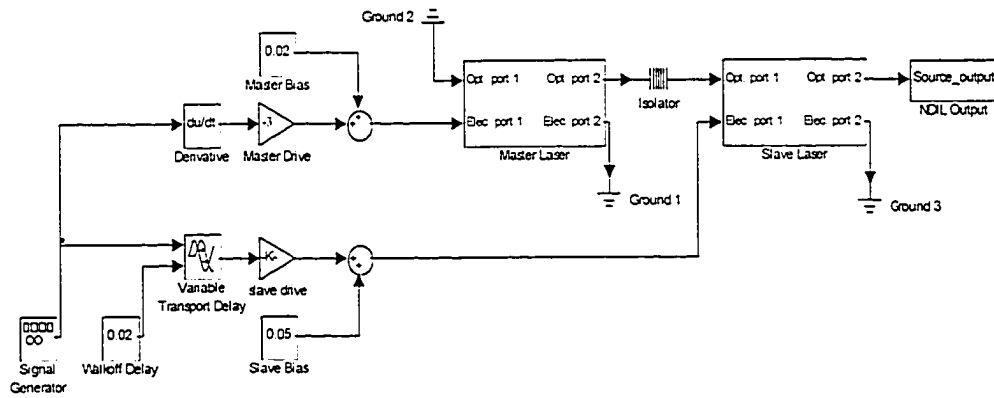 Ground 2
0.02
Master Bias
Opt. port 1
Opt. port 2
Elec. port 1
Elec. port 2
Master Laser
Isolator
Opt. port 1
Opt. port 2
Elec. port 1
Elec. port 2
Slave Laser
Source_output
NDIL Output
du/dt
Derivative
-3
Master Drive
Ground 1
Ground 3
Variable
Transport Delay
-K-
slave drive
Signal
Generator
0.02
Walkoff Delay
0.05
Slave Bias